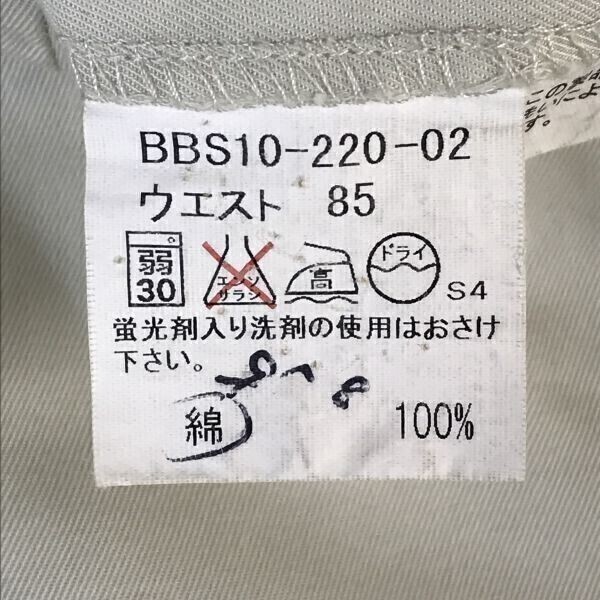 BBS10-220-02
ウエスト 85
弱 30 エンソ サラシ 高 ドライ S4
蛍光剤入り洗剤の使用はおさけ
下さい。
綿 100%